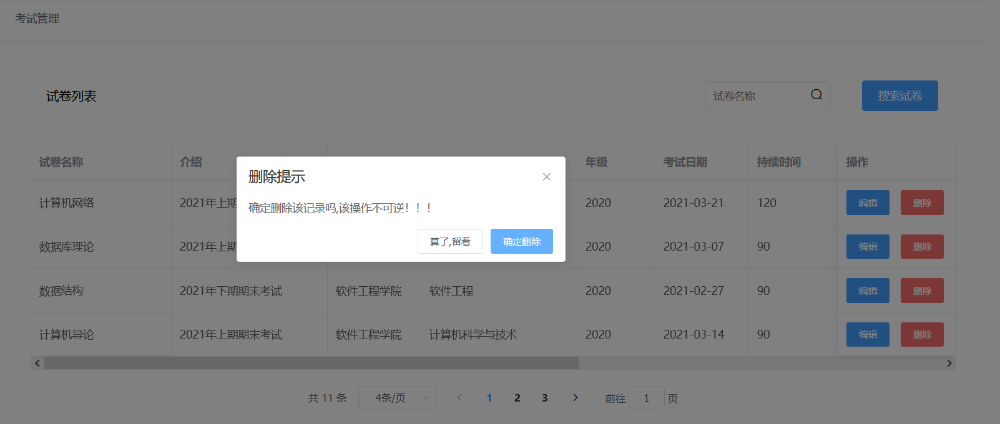 考试管理
试卷列表
试卷名称
搜索试卷
试卷名称 介绍 年级 考试日期 持续时间 操作
删除提示
确定删除该记录吗,该操作不可逆！！！
算了,留着 确定删除
计算机网络 2021年上期 2020 2021-03-21 120 编辑 删除
数据库理论 2021年上期 2020 2021-03-07 90 编辑 删除
数据结构 2021年下期期末考试 软件工程学院 软件工程 2020 2021-02-27 90 编辑 删除
计算机导论 2021年上期期末考试 软件工程学院 计算机科学与技术 2020 2021-03-14 90 编辑 删除
共 11 条 4条/页 1 2 3 前往 1 页